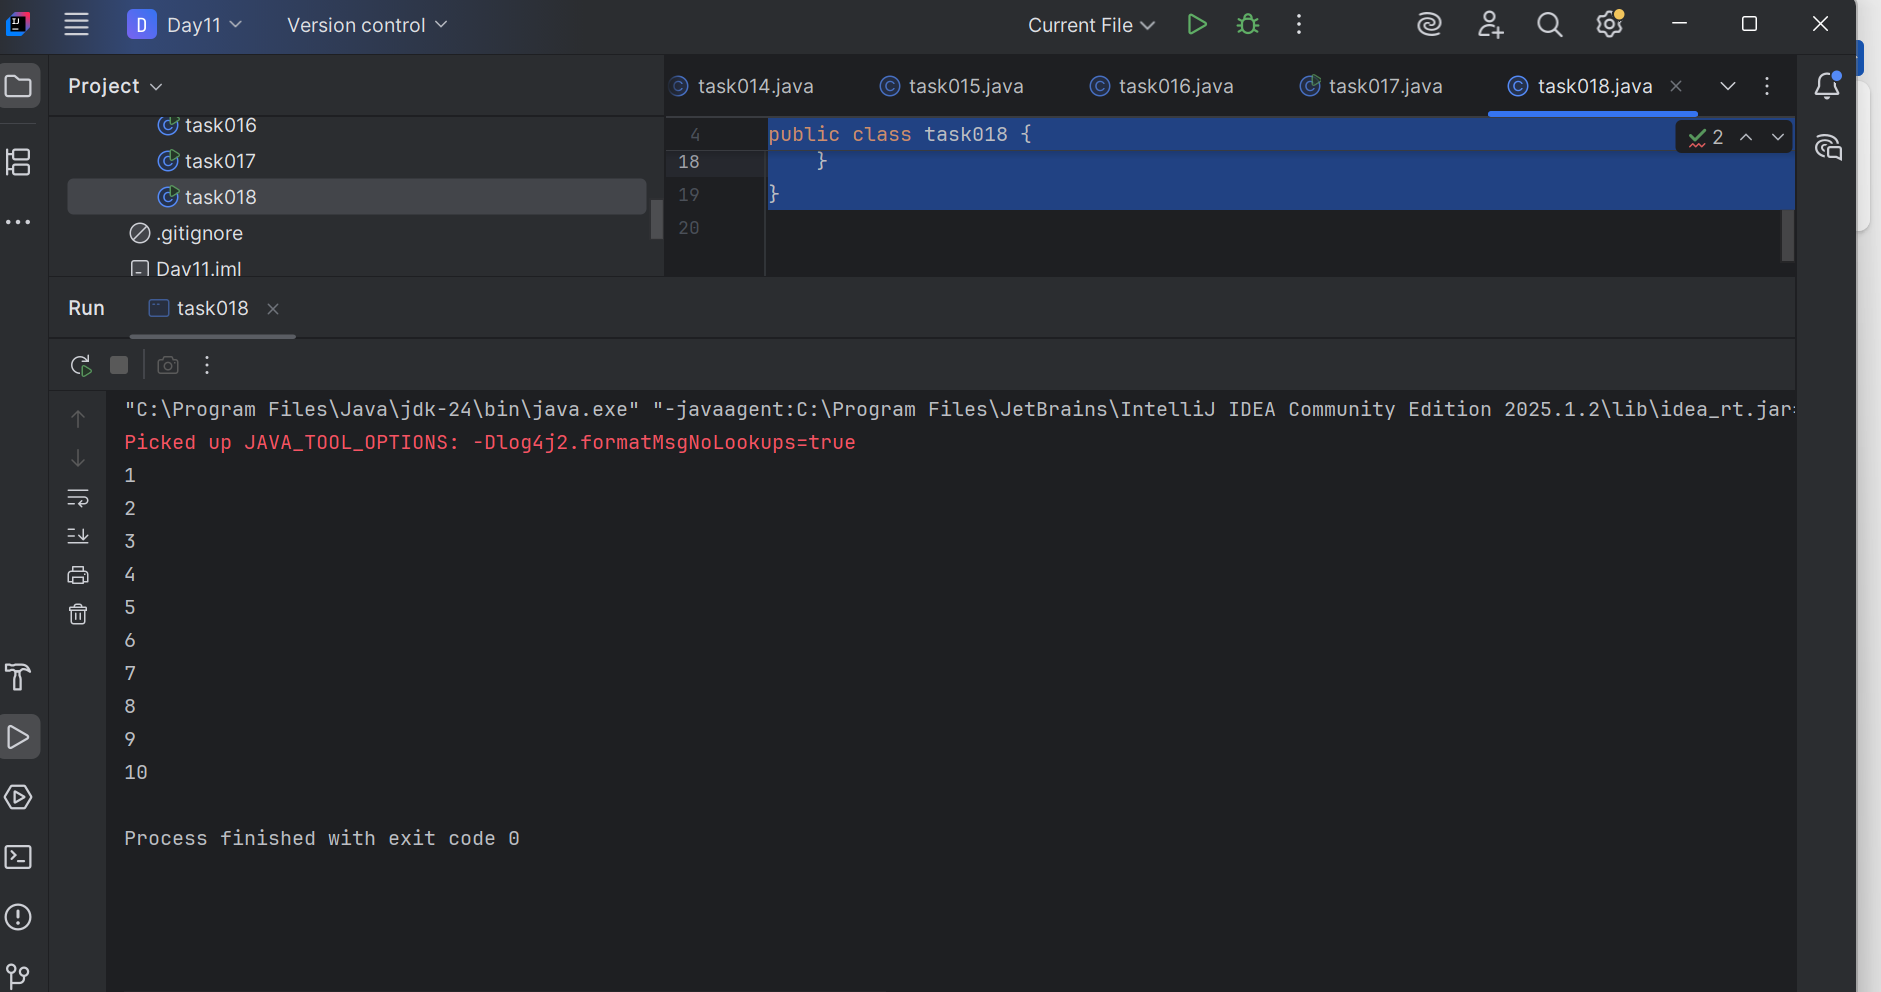 D Day11 Version control Current File
Project
task014.java task015.java task016.java task017.java task018.java
task016
task017
task018
.gitignore
Day11.iml
4 public class task018 {
2
18 }
19 }
20
Run task018
"C:\Program Files\Java\jdk-24\bin\java.exe" "-javaagent:C:\Program Files\JetBrains\IntelliJ IDEA Community Edition 2025.1.2\lib\idea_rt.jar=
Picked up JAVA_TOOL_OPTIONS: -Dlog4j2.formatMsgNoLookups=true
1
2
3
4
5
6
7
8
9
10
Process finished with exit code 0